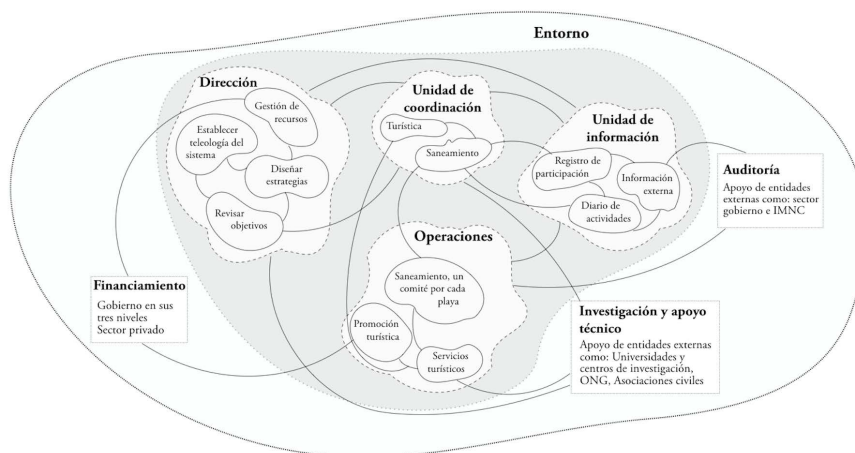 Entorno
Dirección
Gestión de
recursos
Establecer
teleología del
sistema
Diseñar
estrategias
Revisar
objetivos
Unidad de
coordinación
Turística
Saneamiento
Unidad de
información
Registro de
participación
Información
externa
Diario de
actividades
Auditoría
Apoyo de entidades
externas como: sector
gobierno e IMNC
Operaciones
Saneamiento, un
comité por cada
playa
Promoción
turística
Servicios
turísticos
Financiamiento
Gobierno en sus
tres niveles
Sector privado
Investigación y apoyo
técnico
Apoyo de entidades externas
como: Universidades y
centros de investigación,
ONG, Asociaciones civiles